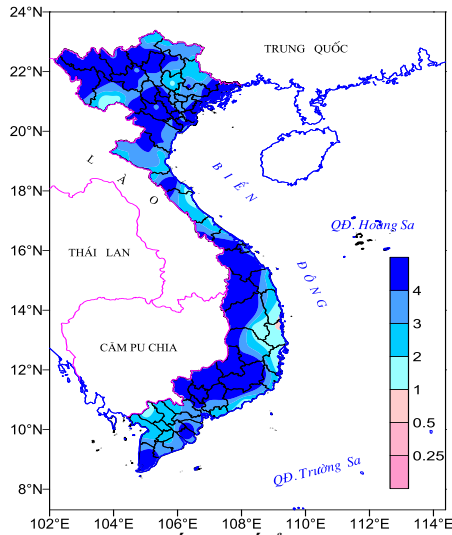 24°N
TRUNG QUỐC
22°N
20°N
LÀO
BIỂN
18°N
QĐ. Hoàng Sa
THÁI LAN
16°N
ĐÔNG
4
14°N
3
CĂM PU CHIA
2
12°N
1
0.5
10°N
0.25
QĐ. Trường Sa
8°N
102°E 104°E 106°E 108°E 110°E 112°E 114°E